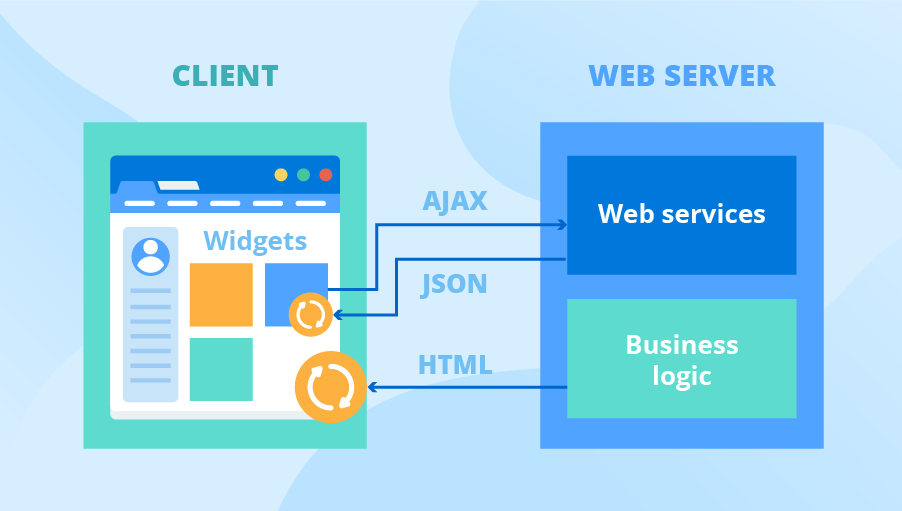 CLIENT
WEB SERVER
Widgets
AJAX
JSON
HTML
Web services
Business
logic